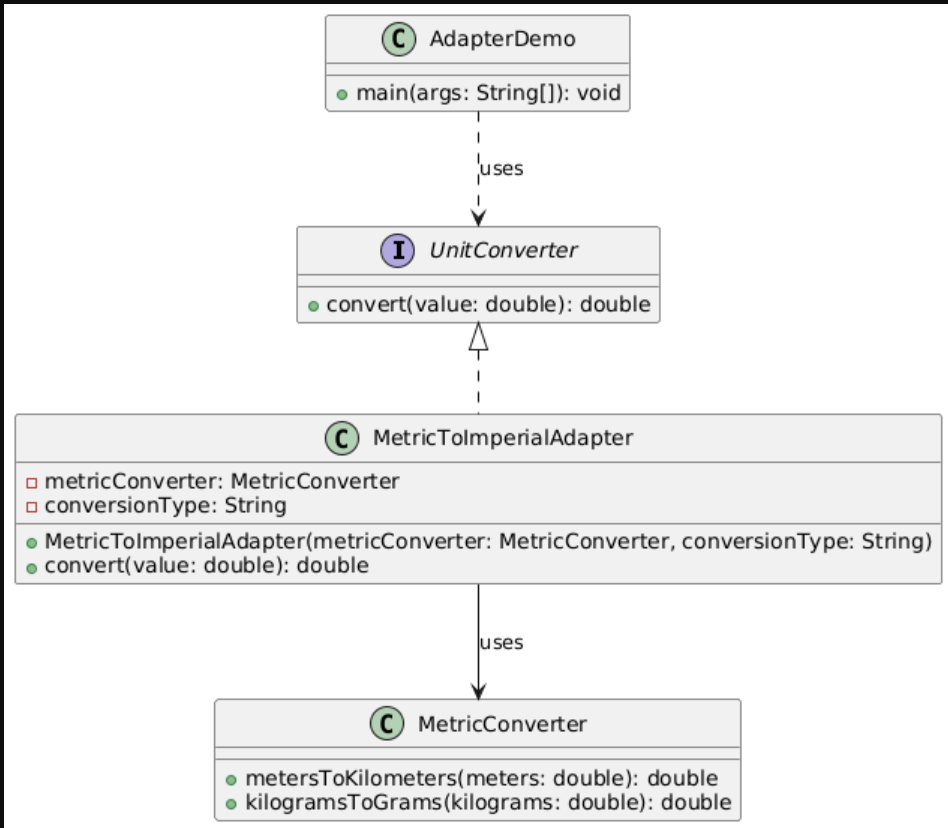 C AdapterDemo
main(args: String[]): void
uses
I UnitConverter
convert(value: double): double
C MetricToImperialAdapter
metricConverter: MetricConverter
conversionType: String
MetricToImperialAdapter(metricConverter: MetricConverter, conversionType: String)
convert(value: double): double
uses
C MetricConverter
metersToKilometers(meters: double): double
kilogramsToGrams(kilograms: double): double